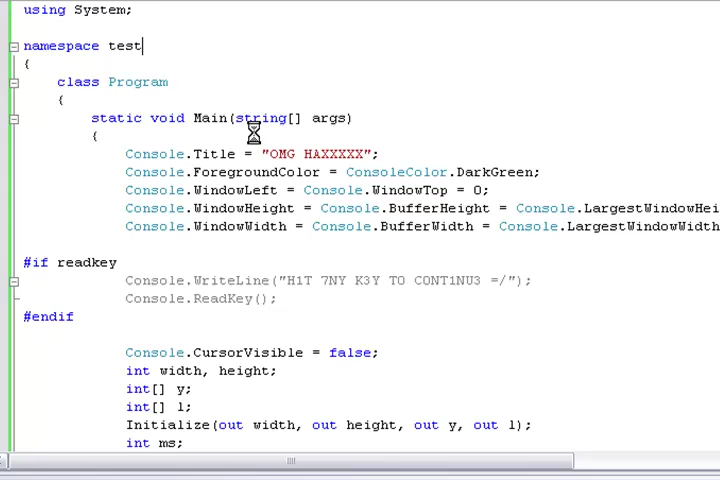 using System;
namespace test
{
class Program
{
static void Main(string[] args)
{
Console.Title = "OMG HAXXXXX";
Console.ForegroundColor = ConsoleColor.DarkGreen;
Console.WindowLeft = Console.WindowTop = 0;
Console.WindowHeight = Console.BufferHeight = Console.LargestWindowHei
Console.WindowWidth = Console.BufferWidth = Console.LargestWindowWidth
#if readkey
Console.WriteLine("H1T 7NY K3Y TO CONT1NU3 =/");
Console.ReadKey();
#endif
Console.CursorVisible = false;
int width, height;
int[] y;
int[] l;
Initialize(out width, out height, out y, out l);
int ms;